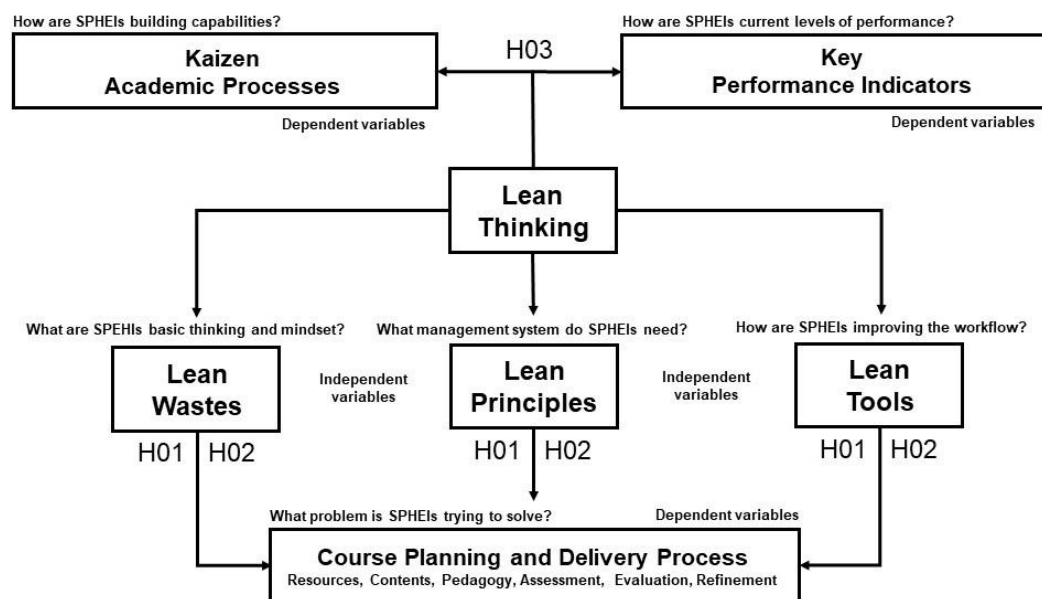 How are SPHEIs building capabilities?
How are SPHEIs current levels of performance?
Kaizen
Academic Processes
H03
Key
Performance Indicators
Dependent variables
Dependent variables
Lean
Thinking
What are SPEHIs basic thinking and mindset?
What management system do SPHEIs need?
How are SPHEIs improving the workflow?
Lean
Wastes
Independent
variables
Lean
Principles
Independent
variables
Lean
Tools
H01
H02
H01
H02
H01
H02
What problem is SPHEIs trying to solve?
Dependent variables
Course Planning and Delivery Process
Resources, Contents, Pedagogy, Assessment, Evaluation, Refinement